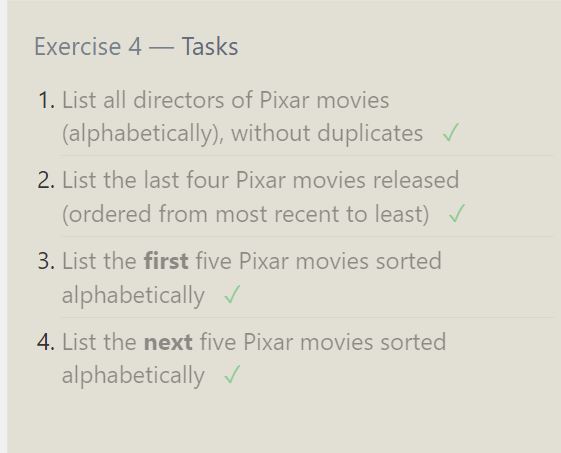 Exercise 4 — Tasks
1. List all directors of Pixar movies
(alphabetically), without duplicates ✓
2. List the last four Pixar movies released
(ordered from most recent to least) ✓
3. List the first five Pixar movies sorted
alphabetically ✓
4. List the next five Pixar movies sorted
alphabetically ✓